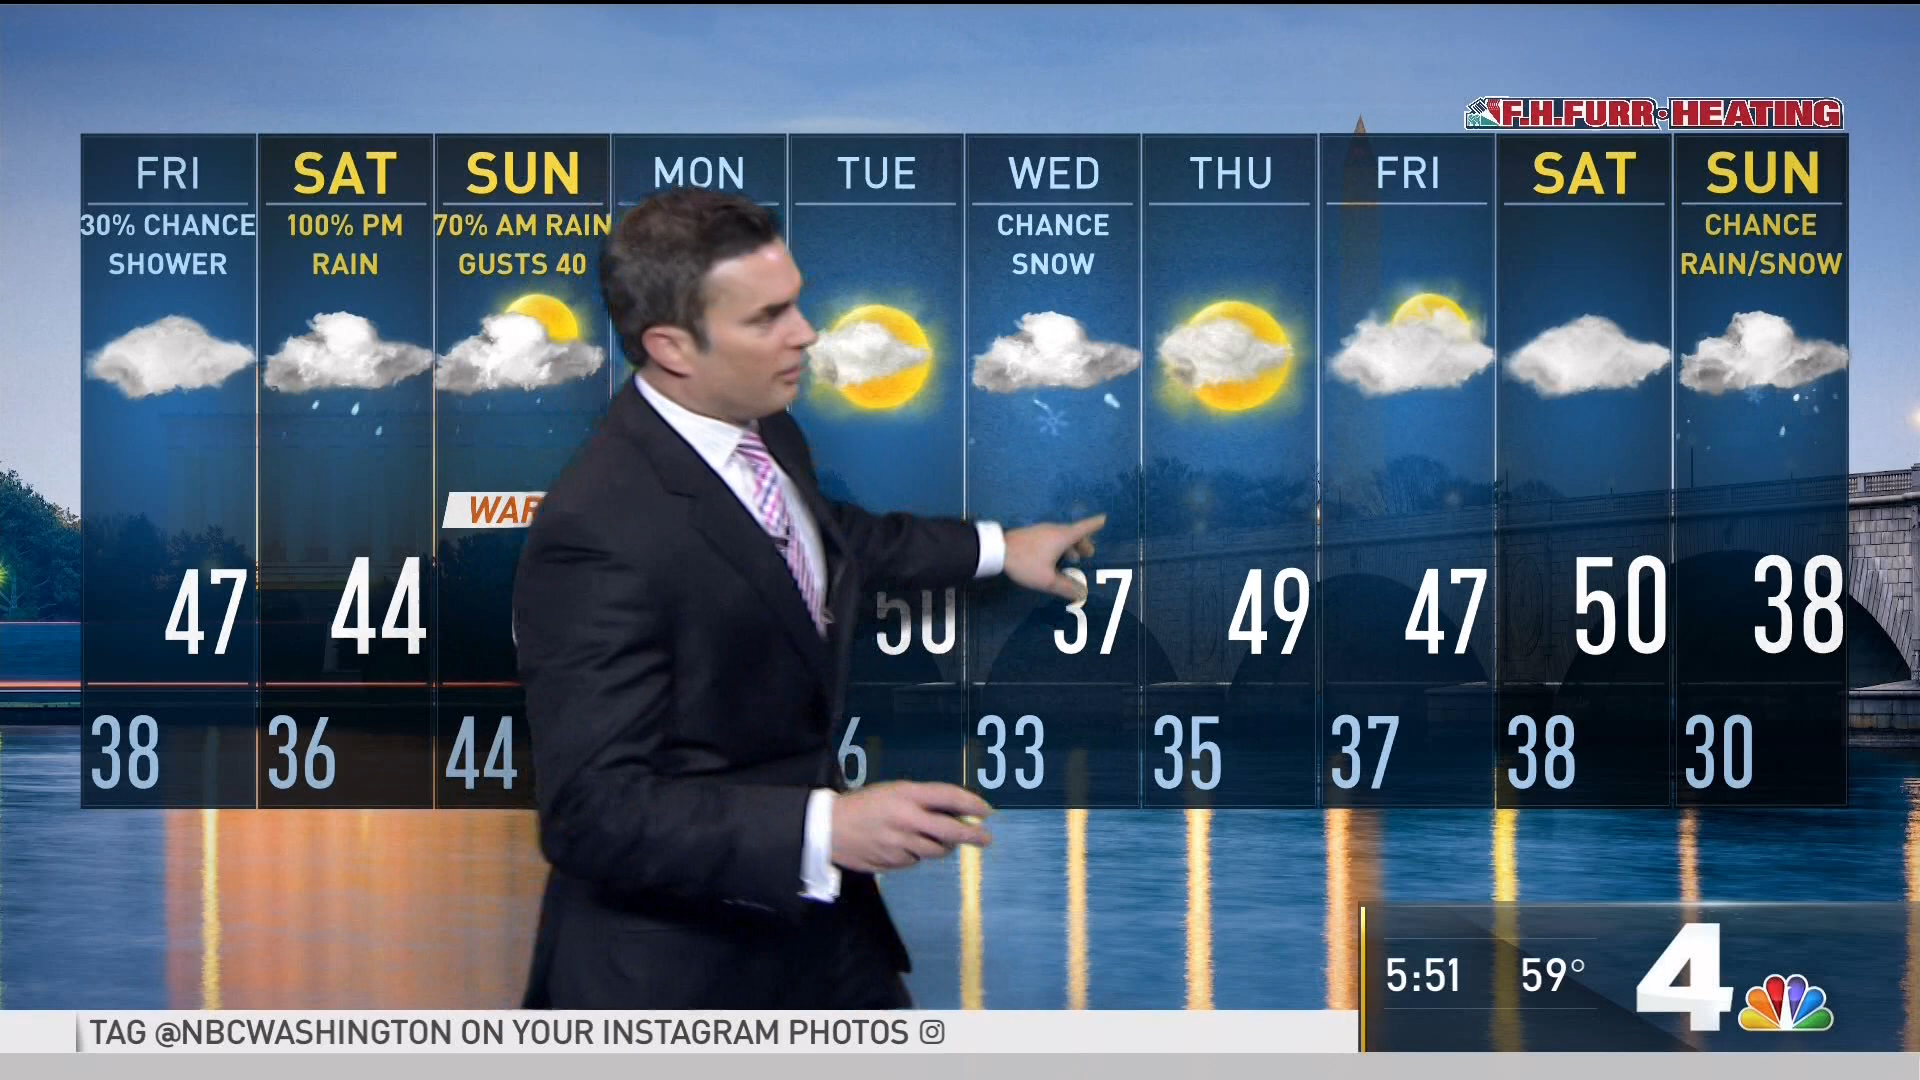 F.H.FURR·HEATING
FRI SAT SUN MON TUE WED THU FRI SAT SUN
30% CHANCE 100% PM 70% AM RAIN CHANCE CHANCE
SHOWER RAIN GUSTS 40 SNOW RAIN/SNOW
47 44 50 37 49 47 50 38
38 36 44 33 35 37 38 30
5:51 59° 4
TAG @NBCWASHINGTON ON YOUR INSTAGRAM PHOTOS